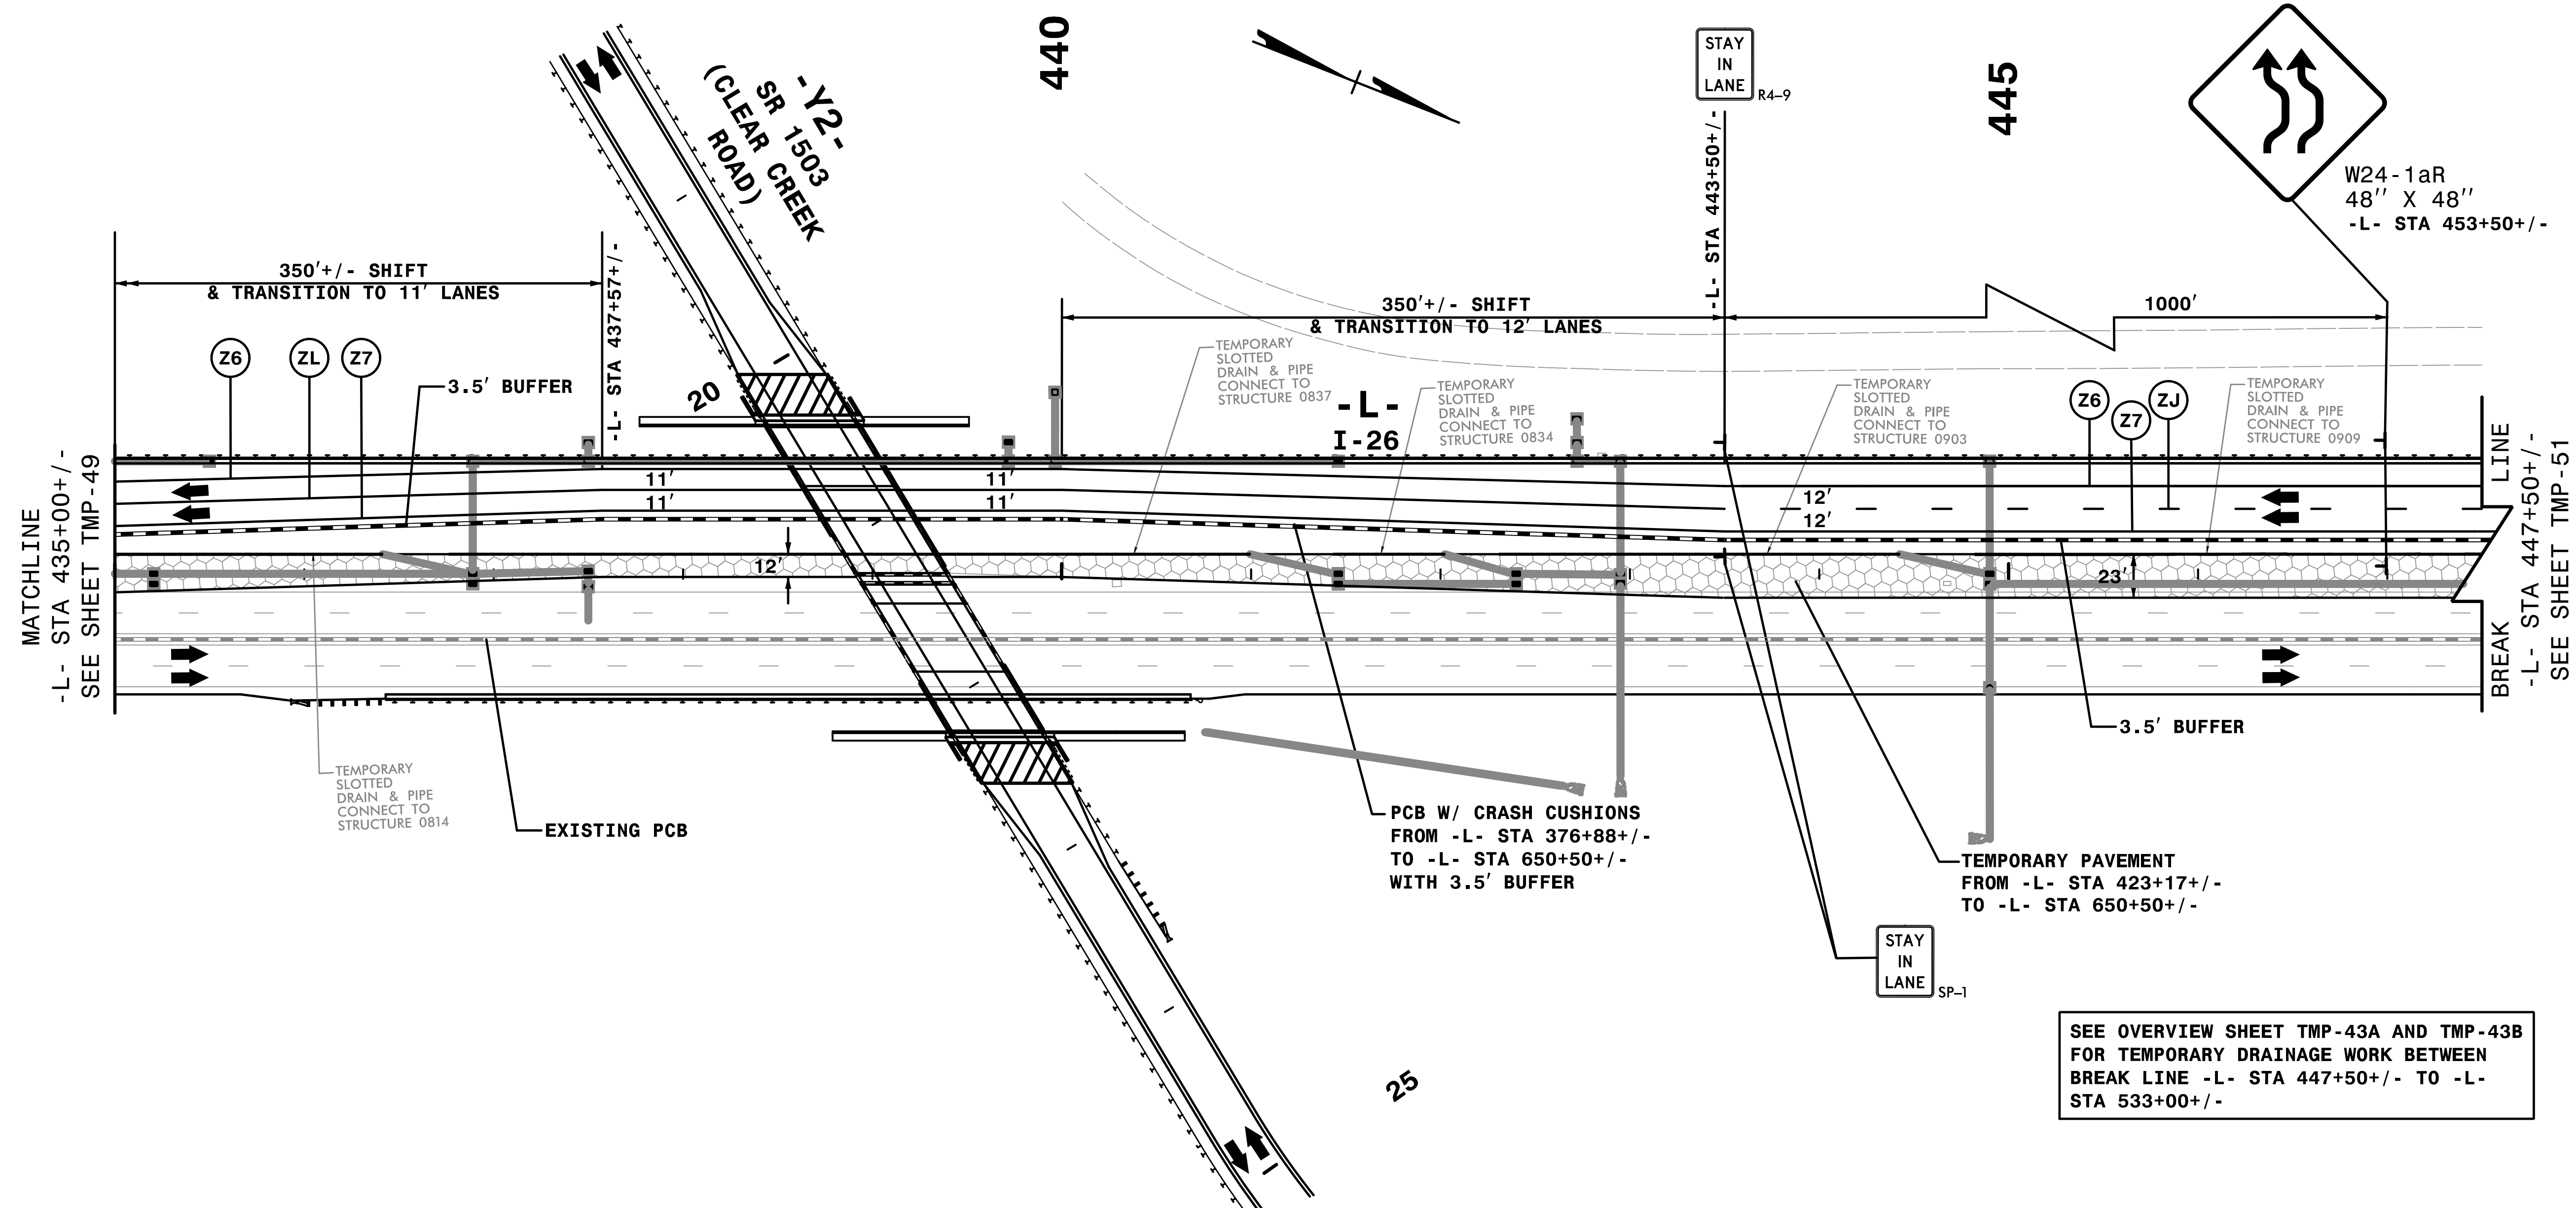 440
445
STAY
IN
LANE
R4-9
-L- STA 443+50+/-
W24-1aR
48'' X 48''
-L- STA 453+50+/-
-Y2-
SR 1503
(CLEAR CREEK
ROAD)
350'+/- SHIFT
& TRANSITION TO 11' LANES
-L- STA 437+57+/-
350'+/- SHIFT
& TRANSITION TO 12' LANES
1000'
Z6
ZL
Z7
3.5' BUFFER
20
TEMPORARY
SLOTTED
DRAIN & PIPE
CONNECT TO
STRUCTURE 0837
-L-
I-26
TEMPORARY
SLOTTED
DRAIN & PIPE
CONNECT TO
STRUCTURE 0834
TEMPORARY
SLOTTED
DRAIN & PIPE
CONNECT TO
STRUCTURE 0903
Z6
Z7
ZJ
TEMPORARY
SLOTTED
DRAIN & PIPE
CONNECT TO
STRUCTURE 0909
MATCHLINE
-L- STA 435+00+/-
SEE SHEET TMP-49
BREAK LINE
-L- STA 447+50+/-
SEE SHEET TMP-51
11'
11'
11'
11'
12'
12'
12'
23'
3.5' BUFFER
TEMPORARY
SLOTTED
DRAIN & PIPE
CONNECT TO
STRUCTURE 0814
EXISTING PCB
PCB W/ CRASH CUSHIONS
FROM -L- STA 376+88+/-
TO -L- STA 650+50+/-
WITH 3.5' BUFFER
TEMPORARY PAVEMENT
FROM -L- STA 423+17+/-
TO -L- STA 650+50+/-
STAY
IN
LANE
SP-1
25
SEE OVERVIEW SHEET TMP-43A AND TMP-43B
FOR TEMPORARY DRAINAGE WORK BETWEEN
BREAK LINE -L- STA 447+50+/- TO -L-
STA 533+00+/-